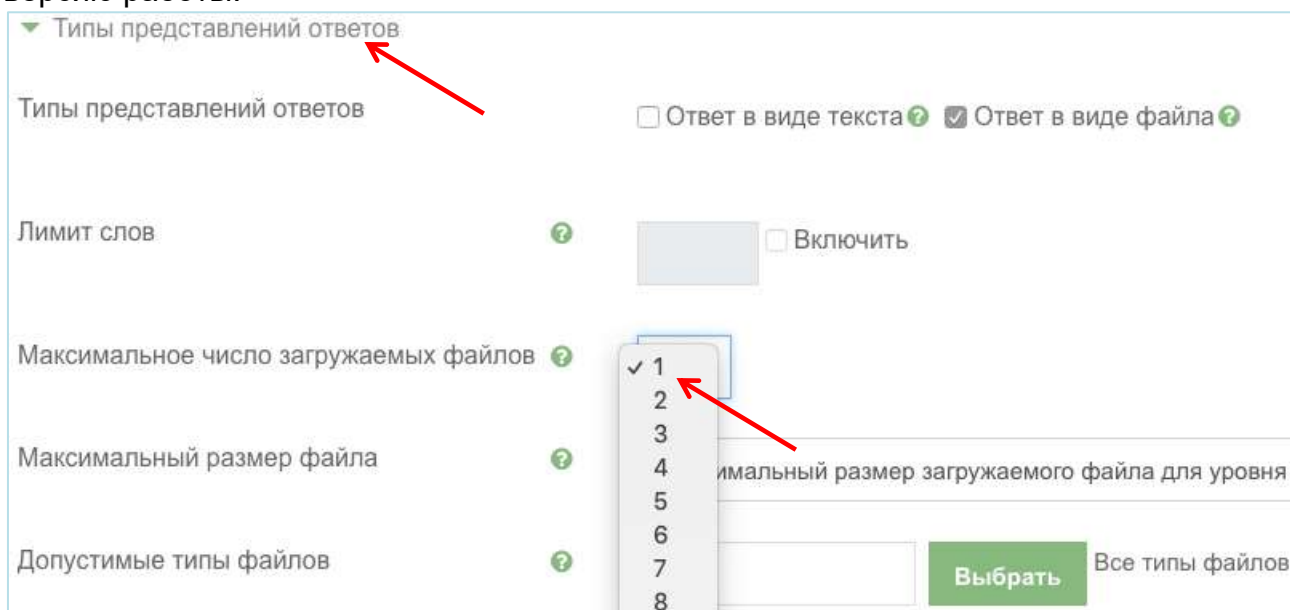 Типы представлений ответов
Типы представлений ответов
Ответ в виде текста Ответ в виде файла
Лимит слов
Включить
Максимальное число загружаемых файлов
1
2
3
4
5
6
7
8
Максимальный размер файла
имальный размер загружаемого файла для уровня
Допустимые типы файлов
Выбрать
Все типы файлов